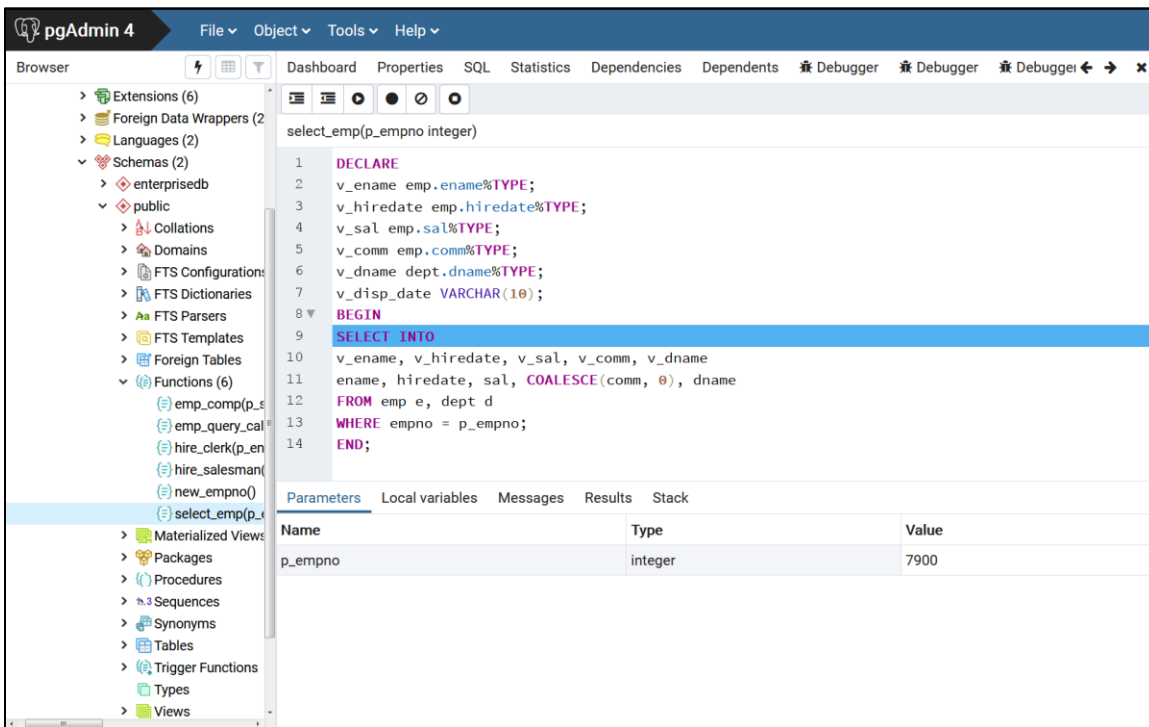 pgAdmin 4 File Object Tools Help
Browser Dashboard Properties SQL Statistics Dependencies Dependents Debugger Debugger Debugger
Extensions (6)
Foreign Data Wrappers (2
Languages (2)
Schemas (2)
enterprisedb
public
Collations
Domains
FTS Configurations
FTS Dictionaries
Aa FTS Parsers
FTS Templates
Foreign Tables
Functions (6)
emp_comp(p_s
emp_query_cal
hire_clerk(p_en
hire_salesman(
new_empno()
select_emp(p_e
Materialized Views
Packages
Procedures
1..3 Sequences
Synonyms
Tables
Trigger Functions
Types
Views
select_emp(p_empno integer)
1 DECLARE
2 v_ename emp.ename%TYPE;
3 v_hiredate emp.hiredate%TYPE;
4 v_sal emp.sal%TYPE;
5 v_comm emp.comm%TYPE;
6 v_dname dept.dname%TYPE;
7 v_disp_date VARCHAR(10);
8 BEGIN
9 SELECT INTO
10 v_ename, v_hiredate, v_sal, v_comm, v_dname
11 ename, hiredate, sal, COALESCE(comm, 0), dname
12 FROM emp e, dept d
13 WHERE empno = p_empno;
14 END;
Parameters Local variables Messages Results Stack
Name Type Value
p_empno integer 7900